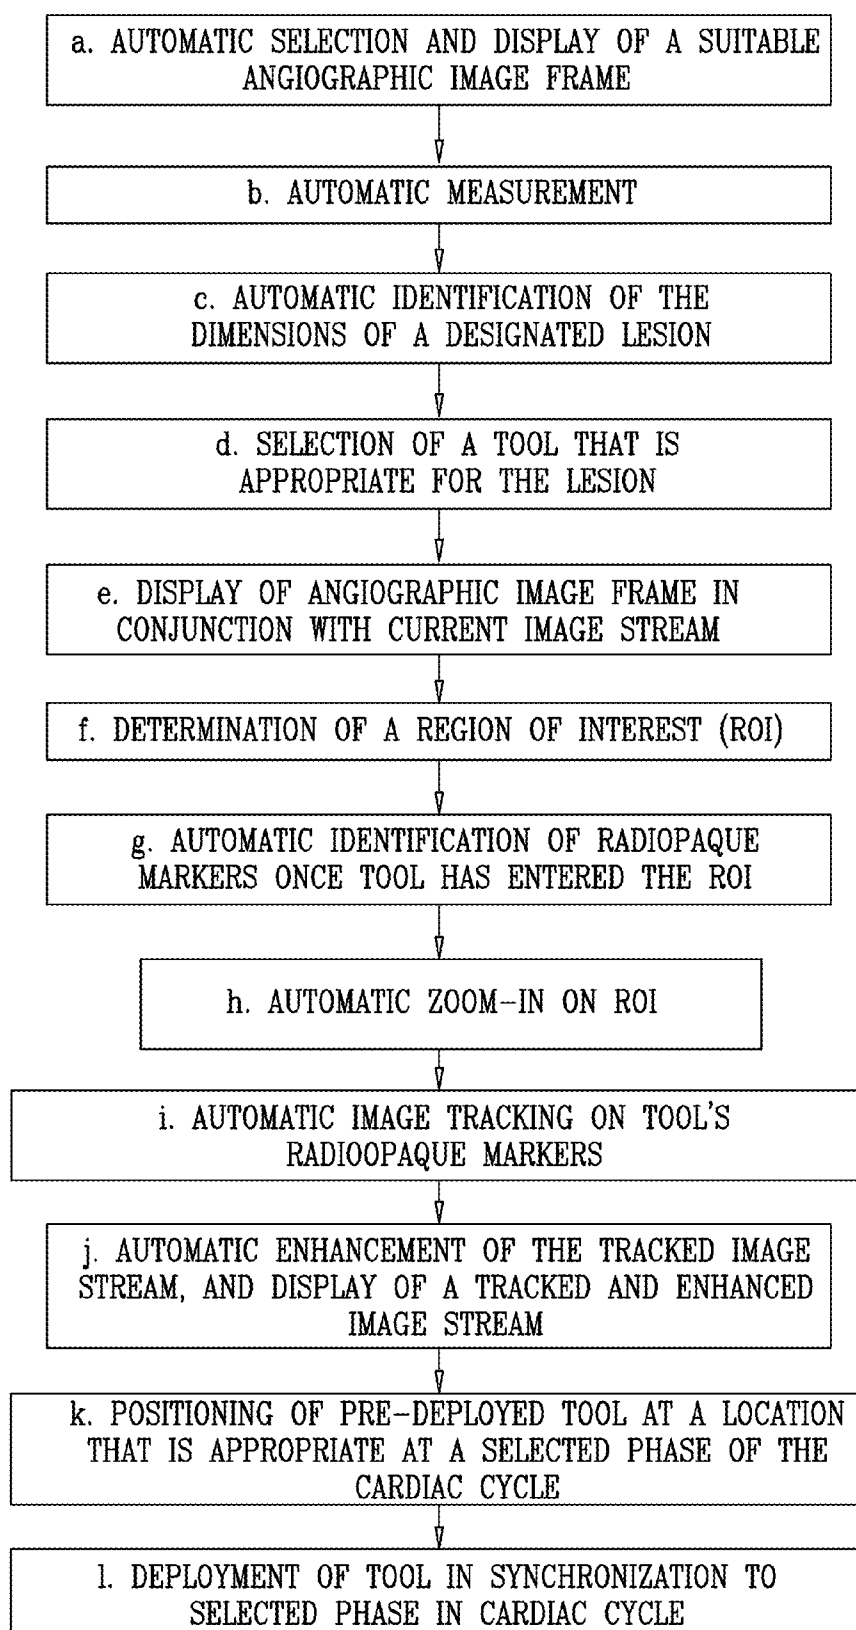 a. AUTOMATIC SELECTION AND DISPLAY OF A SUITABLE
ANGIOGRAPHIC IMAGE FRAME
b. AUTOMATIC MEASUREMENT
c. AUTOMATIC IDENTIFICATION OF THE
DIMENSIONS OF A DESIGNATED LESION
d. SELECTION OF A TOOL THAT IS
APPROPRIATE FOR THE LESION
e. DISPLAY OF ANGIOGRAPHIC IMAGE FRAME IN
CONJUNCTION WITH CURRENT IMAGE STREAM
f. DETERMINATION OF A REGION OF INTEREST (ROI)
g. AUTOMATIC IDENTIFICATION OF RADIOPAQUE
MARKERS ONCE TOOL HAS ENTERED THE ROI
h. AUTOMATIC ZOOM-IN ON ROI
i. AUTOMATIC IMAGE TRACKING ON TOOL'S
RADIOOPAQUE MARKERS
j. AUTOMATIC ENHANCEMENT OF THE TRACKED IMAGE
STREAM, AND DISPLAY OF A TRACKED AND ENHANCED
IMAGE STREAM
k. POSITIONING OF PRE-DEPLOYED TOOL AT A LOCATION
THAT IS APPROPRIATE AT A SELECTED PHASE OF THE
CARDIAC CYCLE
l. DEPLOYMENT OF TOOL IN SYNCHRONIZATION TO
SELECTED PHASE IN CARDIAC CYCLE